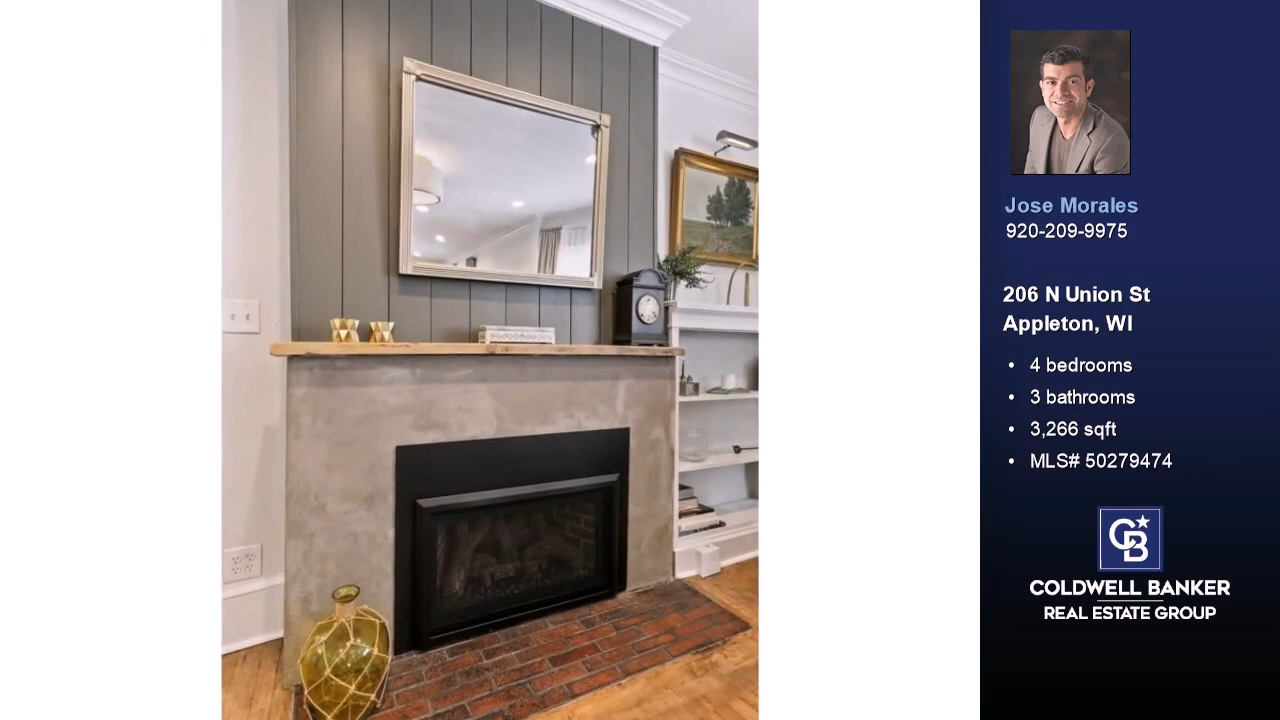 Jose Morales
920-209-9975
206 N Union St
Appleton, WI
• 4 bedrooms
• 3 bathrooms
• 3,266 sqft
• MLS# 50279474
CB
COLDWELL BANKER
REAL ESTATE GROUP